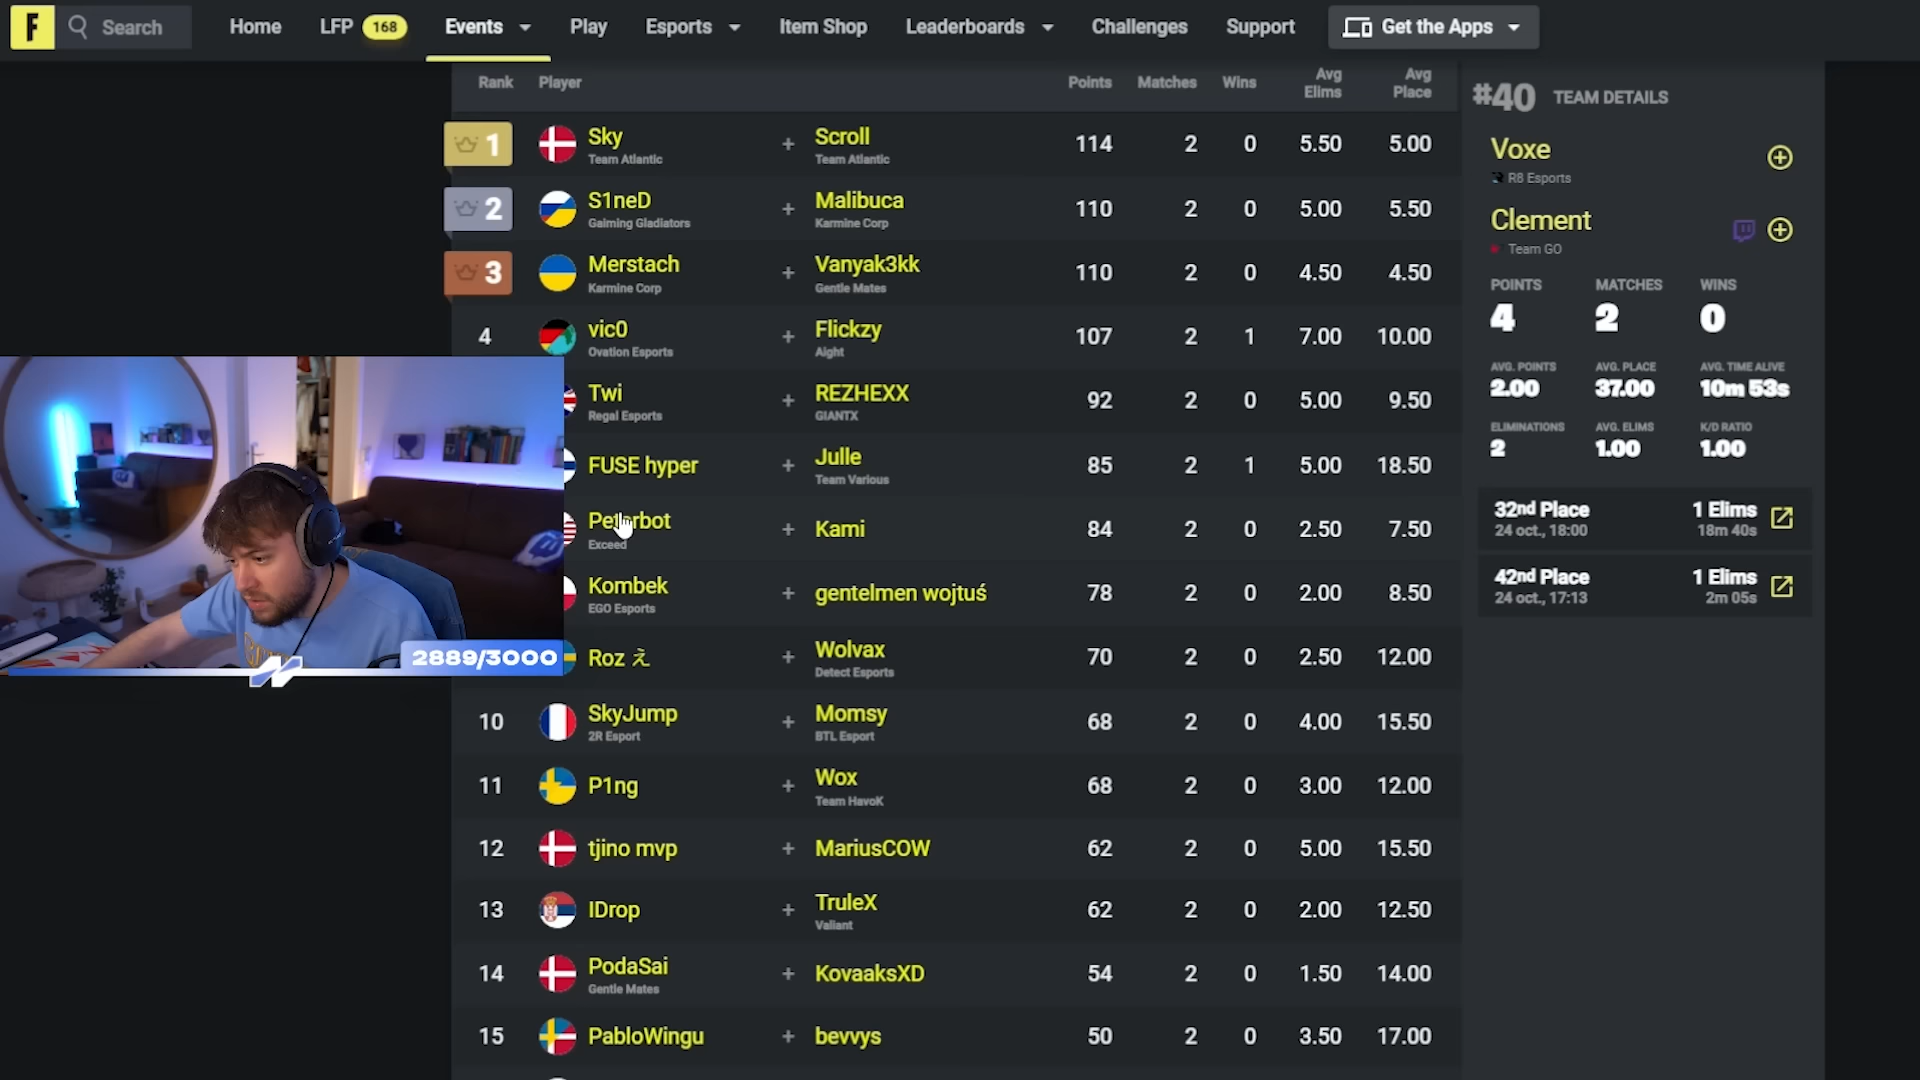 F Search Home LFP 168 Events Play Esports Item Shop Leaderboards Challenges Support Get the Apps
Rank Player Points Matches Wins Avg Elims Avg Place
1 Sky Team Atlantic + Scroll Team Atlantic 114 2 0 5.50 5.00
2 S1neD Gaiming Gladiators + Malibuca Karmine Corp 110 2 0 5.00 5.50
3 Merstach Karmine Corp + Vanyak3kk Gentle Mates 110 2 0 4.50 4.50
4 vic0 Ovation Esports + Flickzy Aight 107 2 1 7.00 10.00
Twi Regal Esports + REZHEXX GIANTX 92 2 0 5.00 9.50
FUSE hyper + Julle Team Various 85 2 1 5.00 18.50
Peterbot Exceed + Kami 84 2 0 2.50 7.50
Kombek EGO Esports + gentelmen wojtuś 78 2 0 2.00 8.50
Roz え + Wolvax Detect Esports 70 2 0 2.50 12.00
10 SkyJump 2R Esport + Momsy BTL Esport 68 2 0 4.00 15.50
11 P1ng + Wox Team HavoK 68 2 0 3.00 12.00
12 tjino mvp + MariusCOW 62 2 0 5.00 15.50
13 IDrop + TruleX Valiant 62 2 0 2.00 12.50
14 PodaSai Gentle Mates + KovaaksXD 54 2 0 1.50 14.00
15 PabloWingu + bevvys 50 2 0 3.50 17.00
2889/3000
#40 TEAM DETAILS
Voxe
R8 Esports
Clement
Team GO
POINTS MATCHES WINS
4 2 0
AVG. POINTS AVG. PLACE AVG. TIME ALIVE
2.00 37.00 10m 53s
ELIMINATIONS AVG. ELIMS K/D RATIO
2 1.00 1.00
32nd Place 1 Elims
24 oct., 18:00 18m 40s
42nd Place 1 Elims
24 oct., 17:13 2m 05s